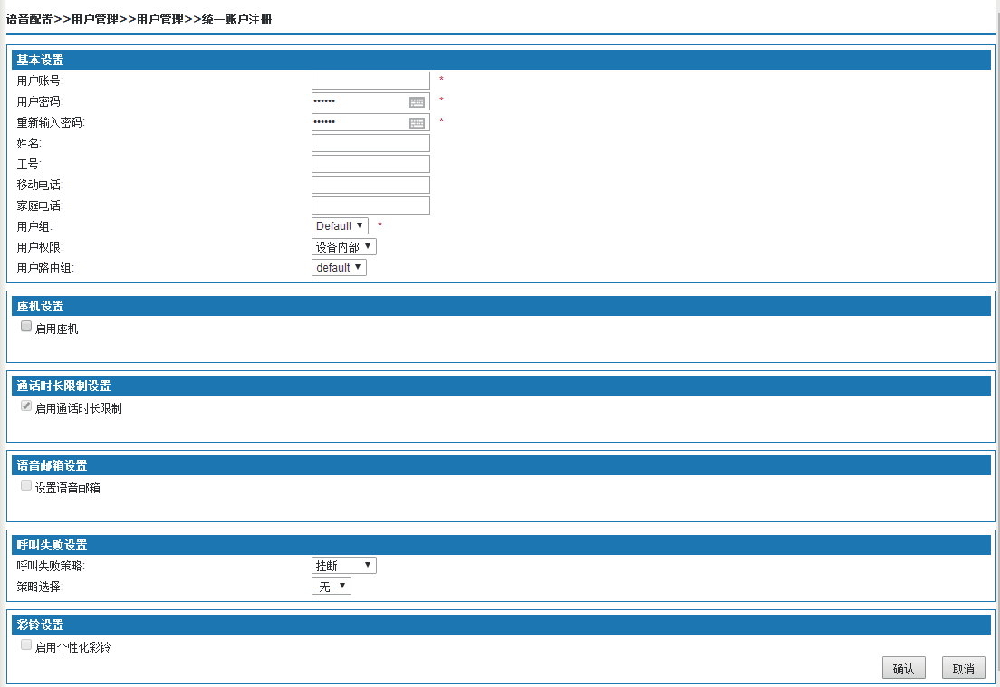 语音配置>>用户管理>>用户管理>>统一账户注册
基本设置
用户账号: *
用户密码: •••••• *
重新输入密码: •••••• *
姓名:
工号:
移动电话:
家庭电话:
用户组: Default *
用户权限: 设备内部
用户路由组: default
座机设置
启用座机
通话时长限制设置
启用通话时长限制
语音邮箱设置
设置语音邮箱
呼叫失败设置
呼叫失败策略: 挂断
策略选择: -无-
彩铃设置
启用个性化彩铃
确认 取消